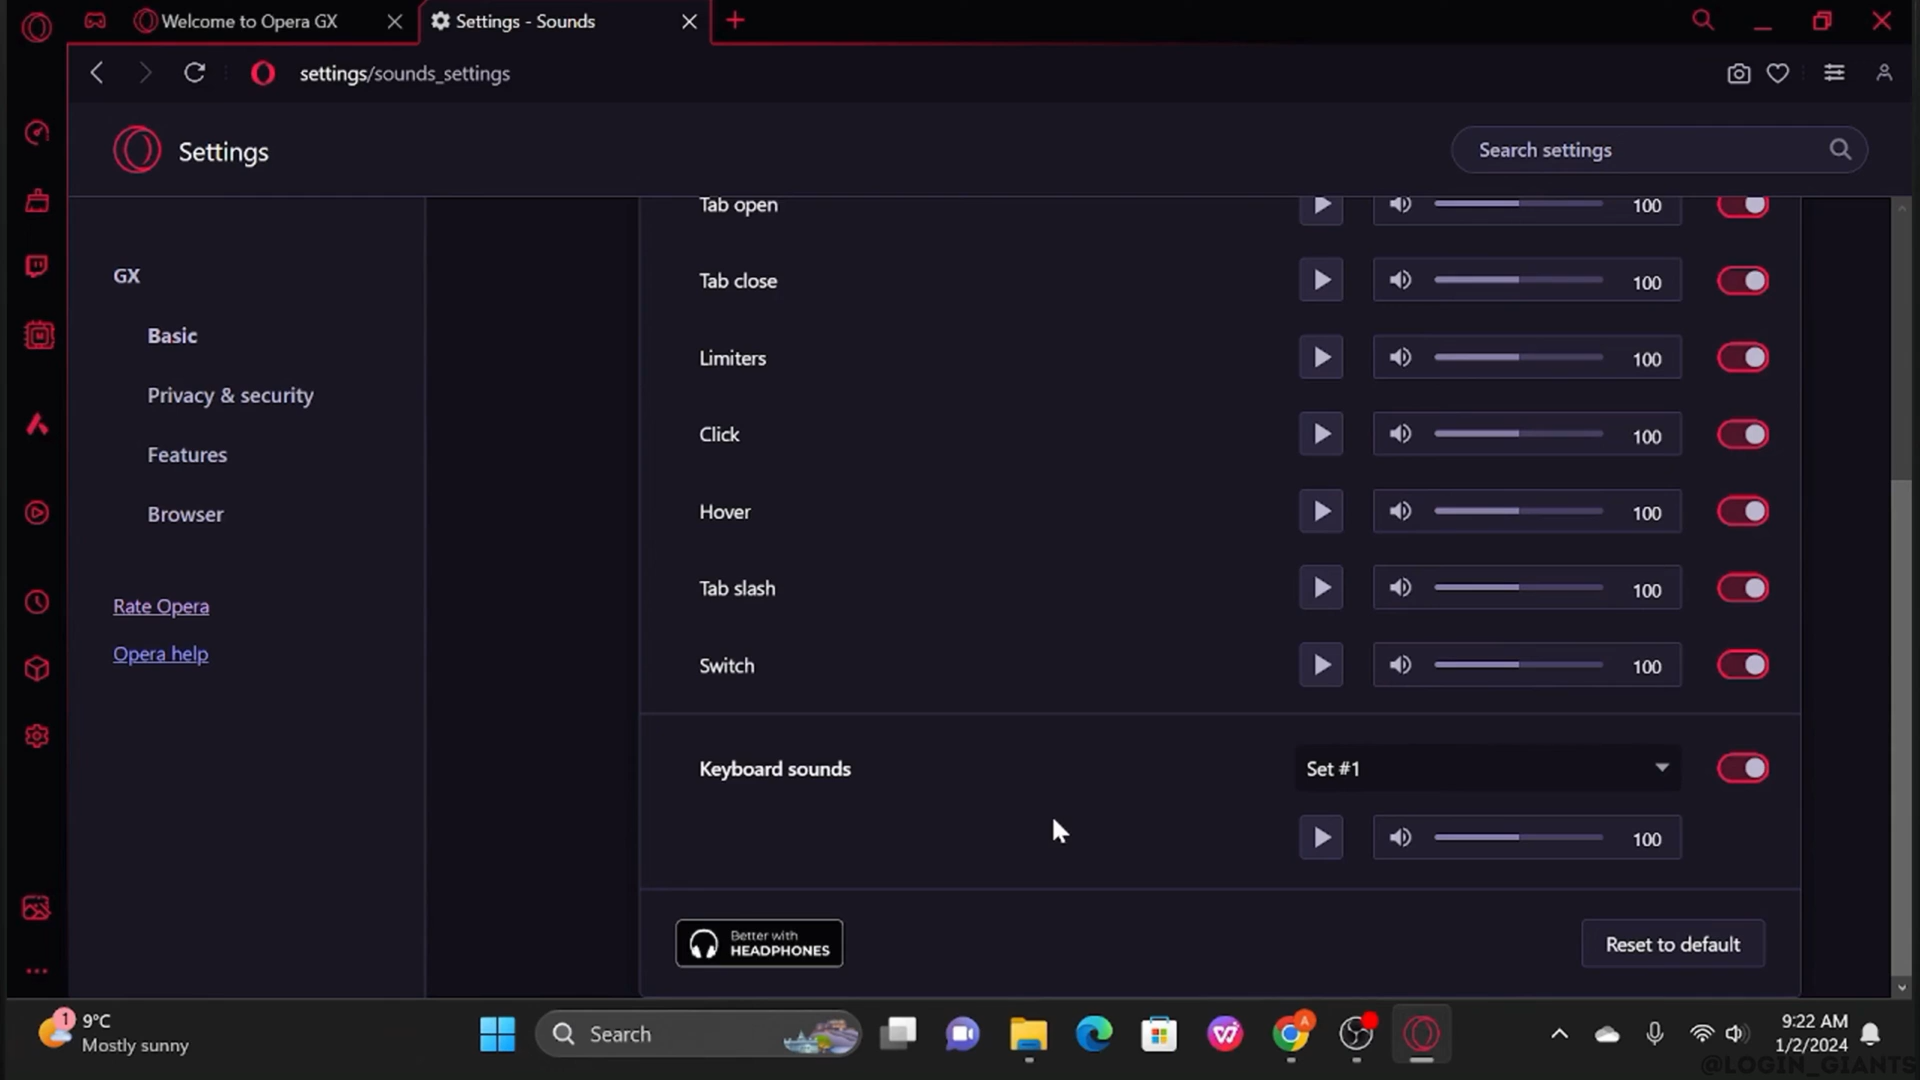 Welcome to Opera GX
Settings - Sounds
settings/sounds_settings
Settings
Search settings
GX
Basic
Privacy & security
Features
Browser
Rate Opera
Opera help
Tab open 100
Tab close 100
Limiters 100
Click 100
Hover 100
Tab slash 100
Switch 100
Keyboard sounds Set #1
100
Better with
HEADPHONES
Reset to default
1
9°C
Mostly sunny
Search
A
9:22 AM
1/2/2024
@LOGIN_GIANTS